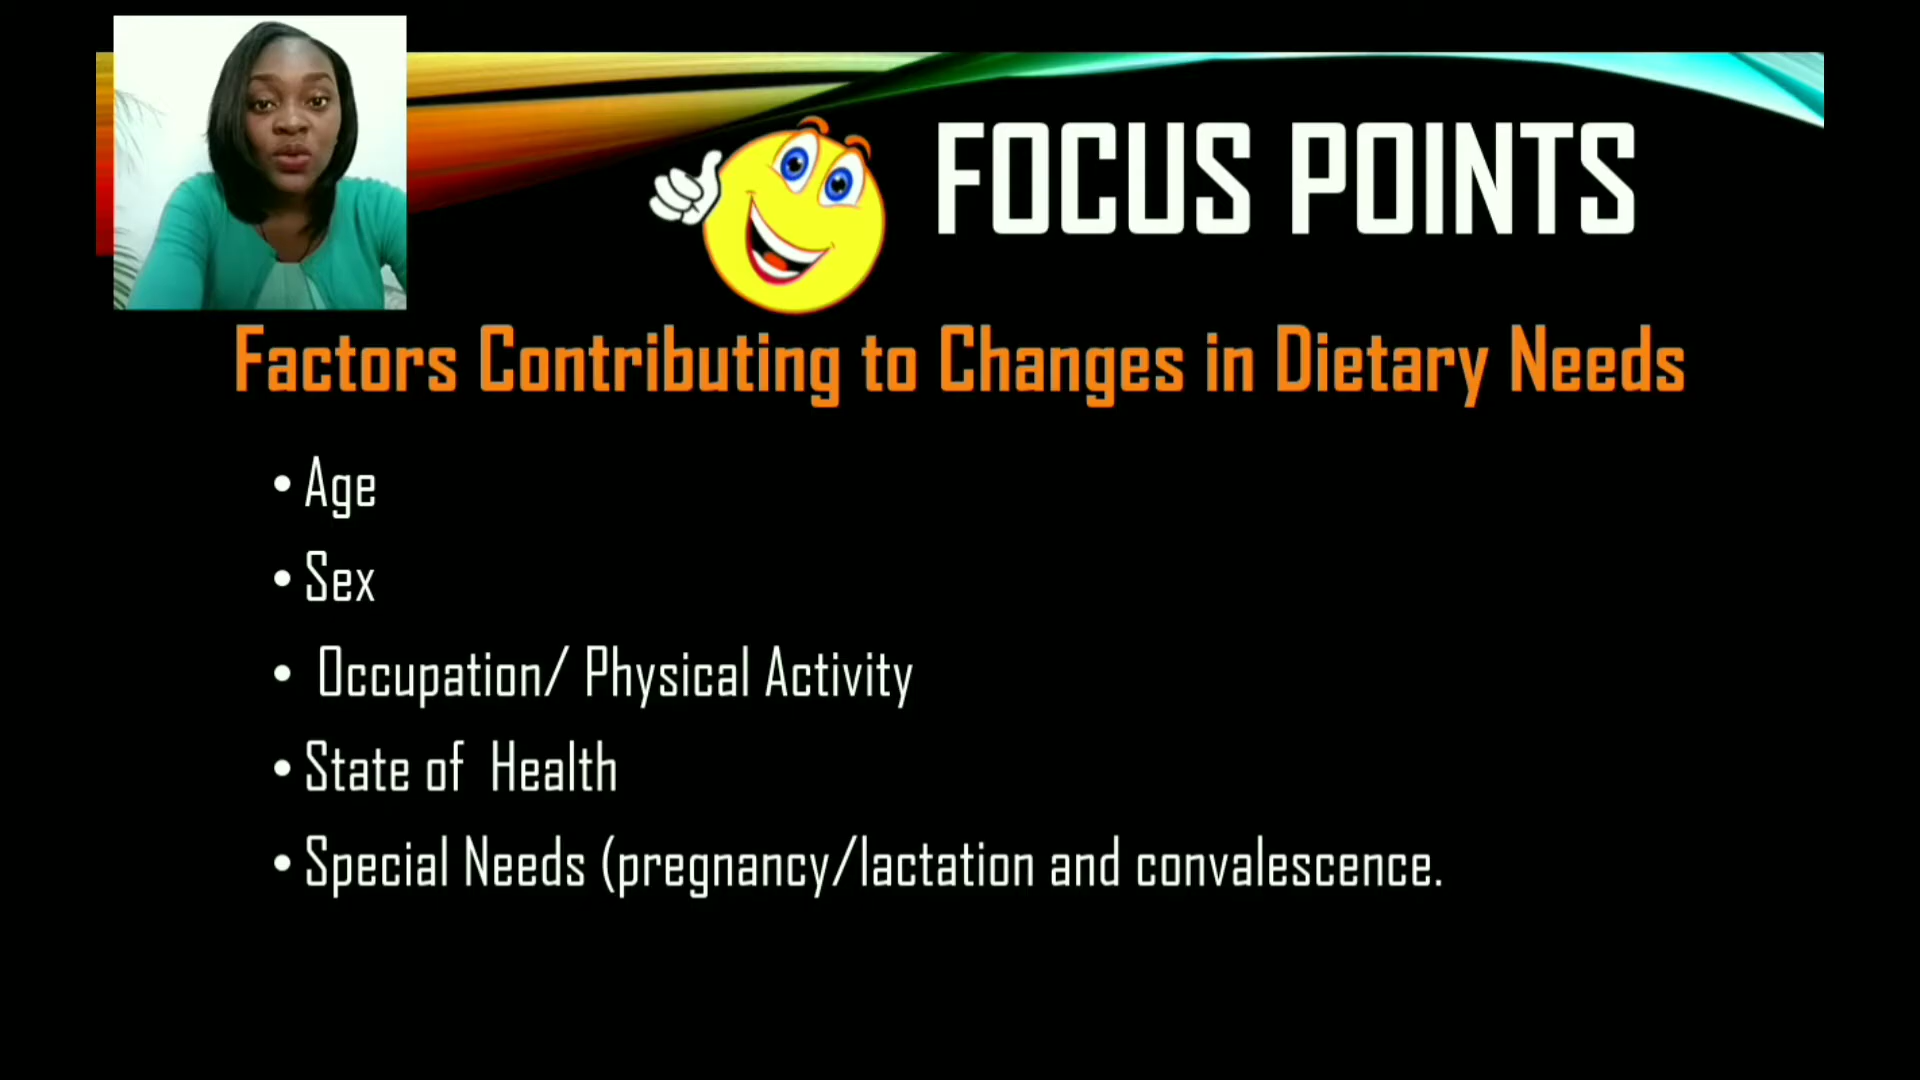 FOCUS POINTS
Factors Contributing to Changes in Dietary Needs
• Age
• Sex
• Occupation/ Physical Activity
• State of Health
• Special Needs (pregnancy/lactation and convalescence.